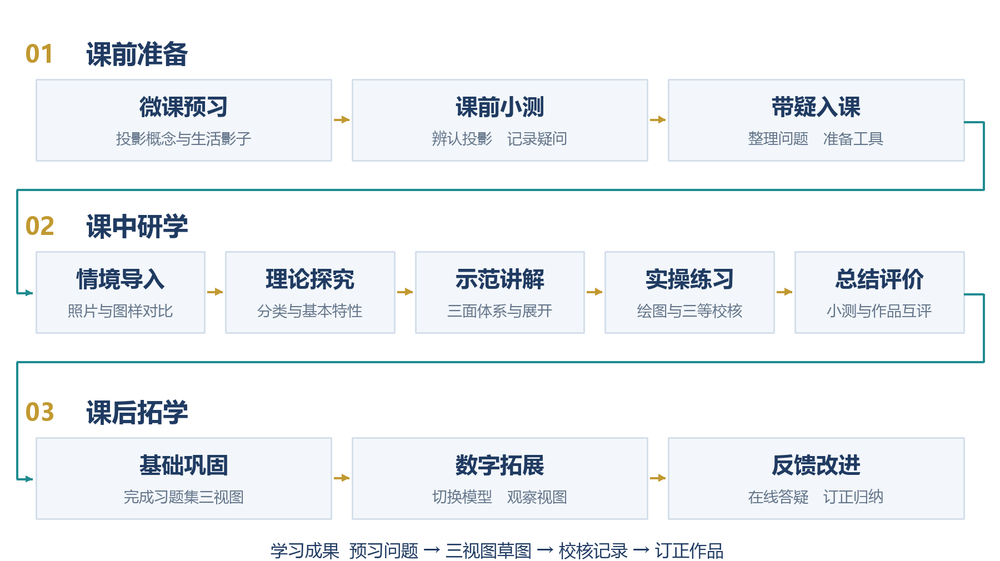 01 课前准备
微课预习
投影概念与生活影子
课前小测
辨认投影 记录疑问
带疑入课
整理问题 准备工具
02 课中研学
情境导入
照片与图样对比
理论探究
分类与基本特性
示范讲解
三面体系与展开
实操练习
绘图与三等校核
总结评价
小测与作品互评
03 课后拓学
基础巩固
完成习题集三视图
数字拓展
切换模型 观察视图
反馈改进
在线答疑 订正归纳
学习成果 预习问题 → 三视图草图 → 校核记录 → 订正作品